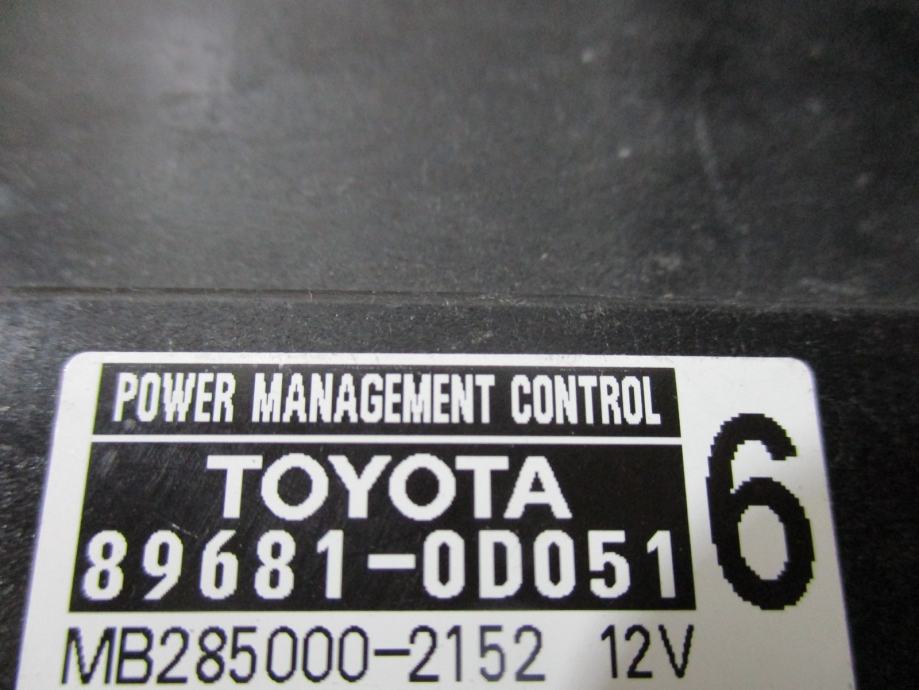 POWER MANAGEMENT CONTROL
TOYOTA
89681-0D051
6
MB285000-2152 12V